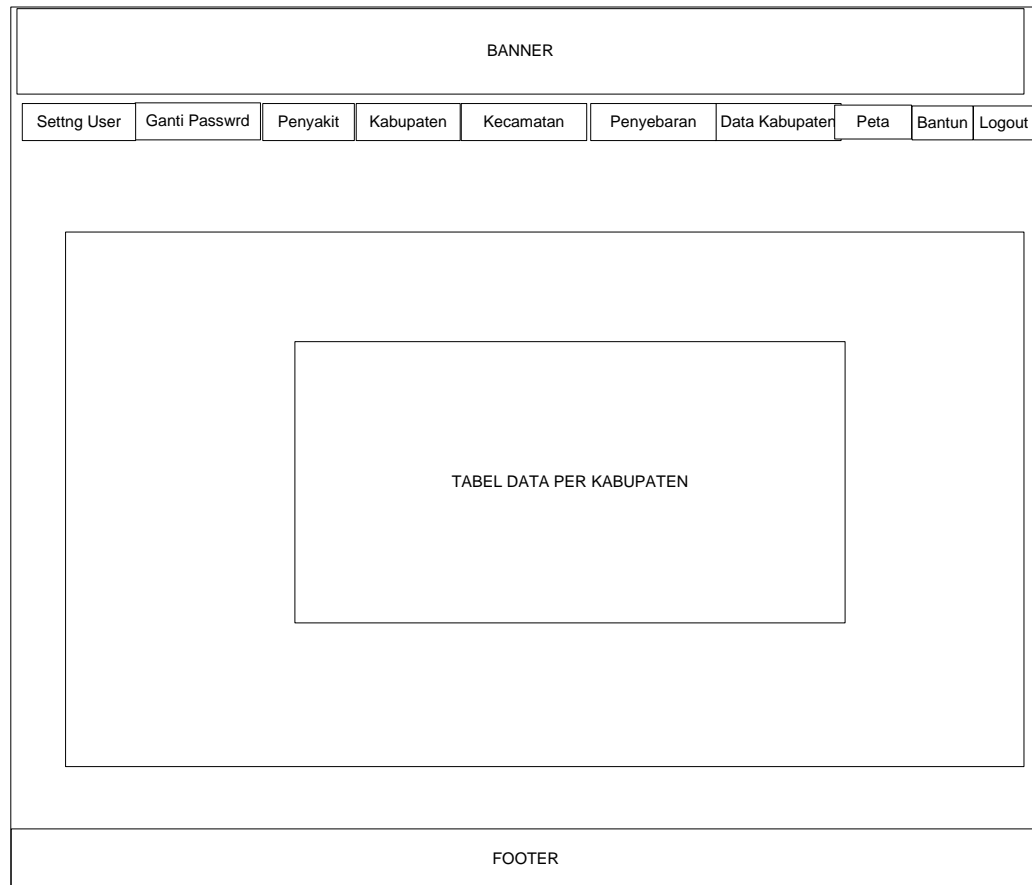 BANNER
Settng User Ganti Passwrd Penyakit Kabupaten Kecamatan Penyebaran Data Kabupaten Peta Bantun Logout
TABEL DATA PER KABUPATEN
FOOTER